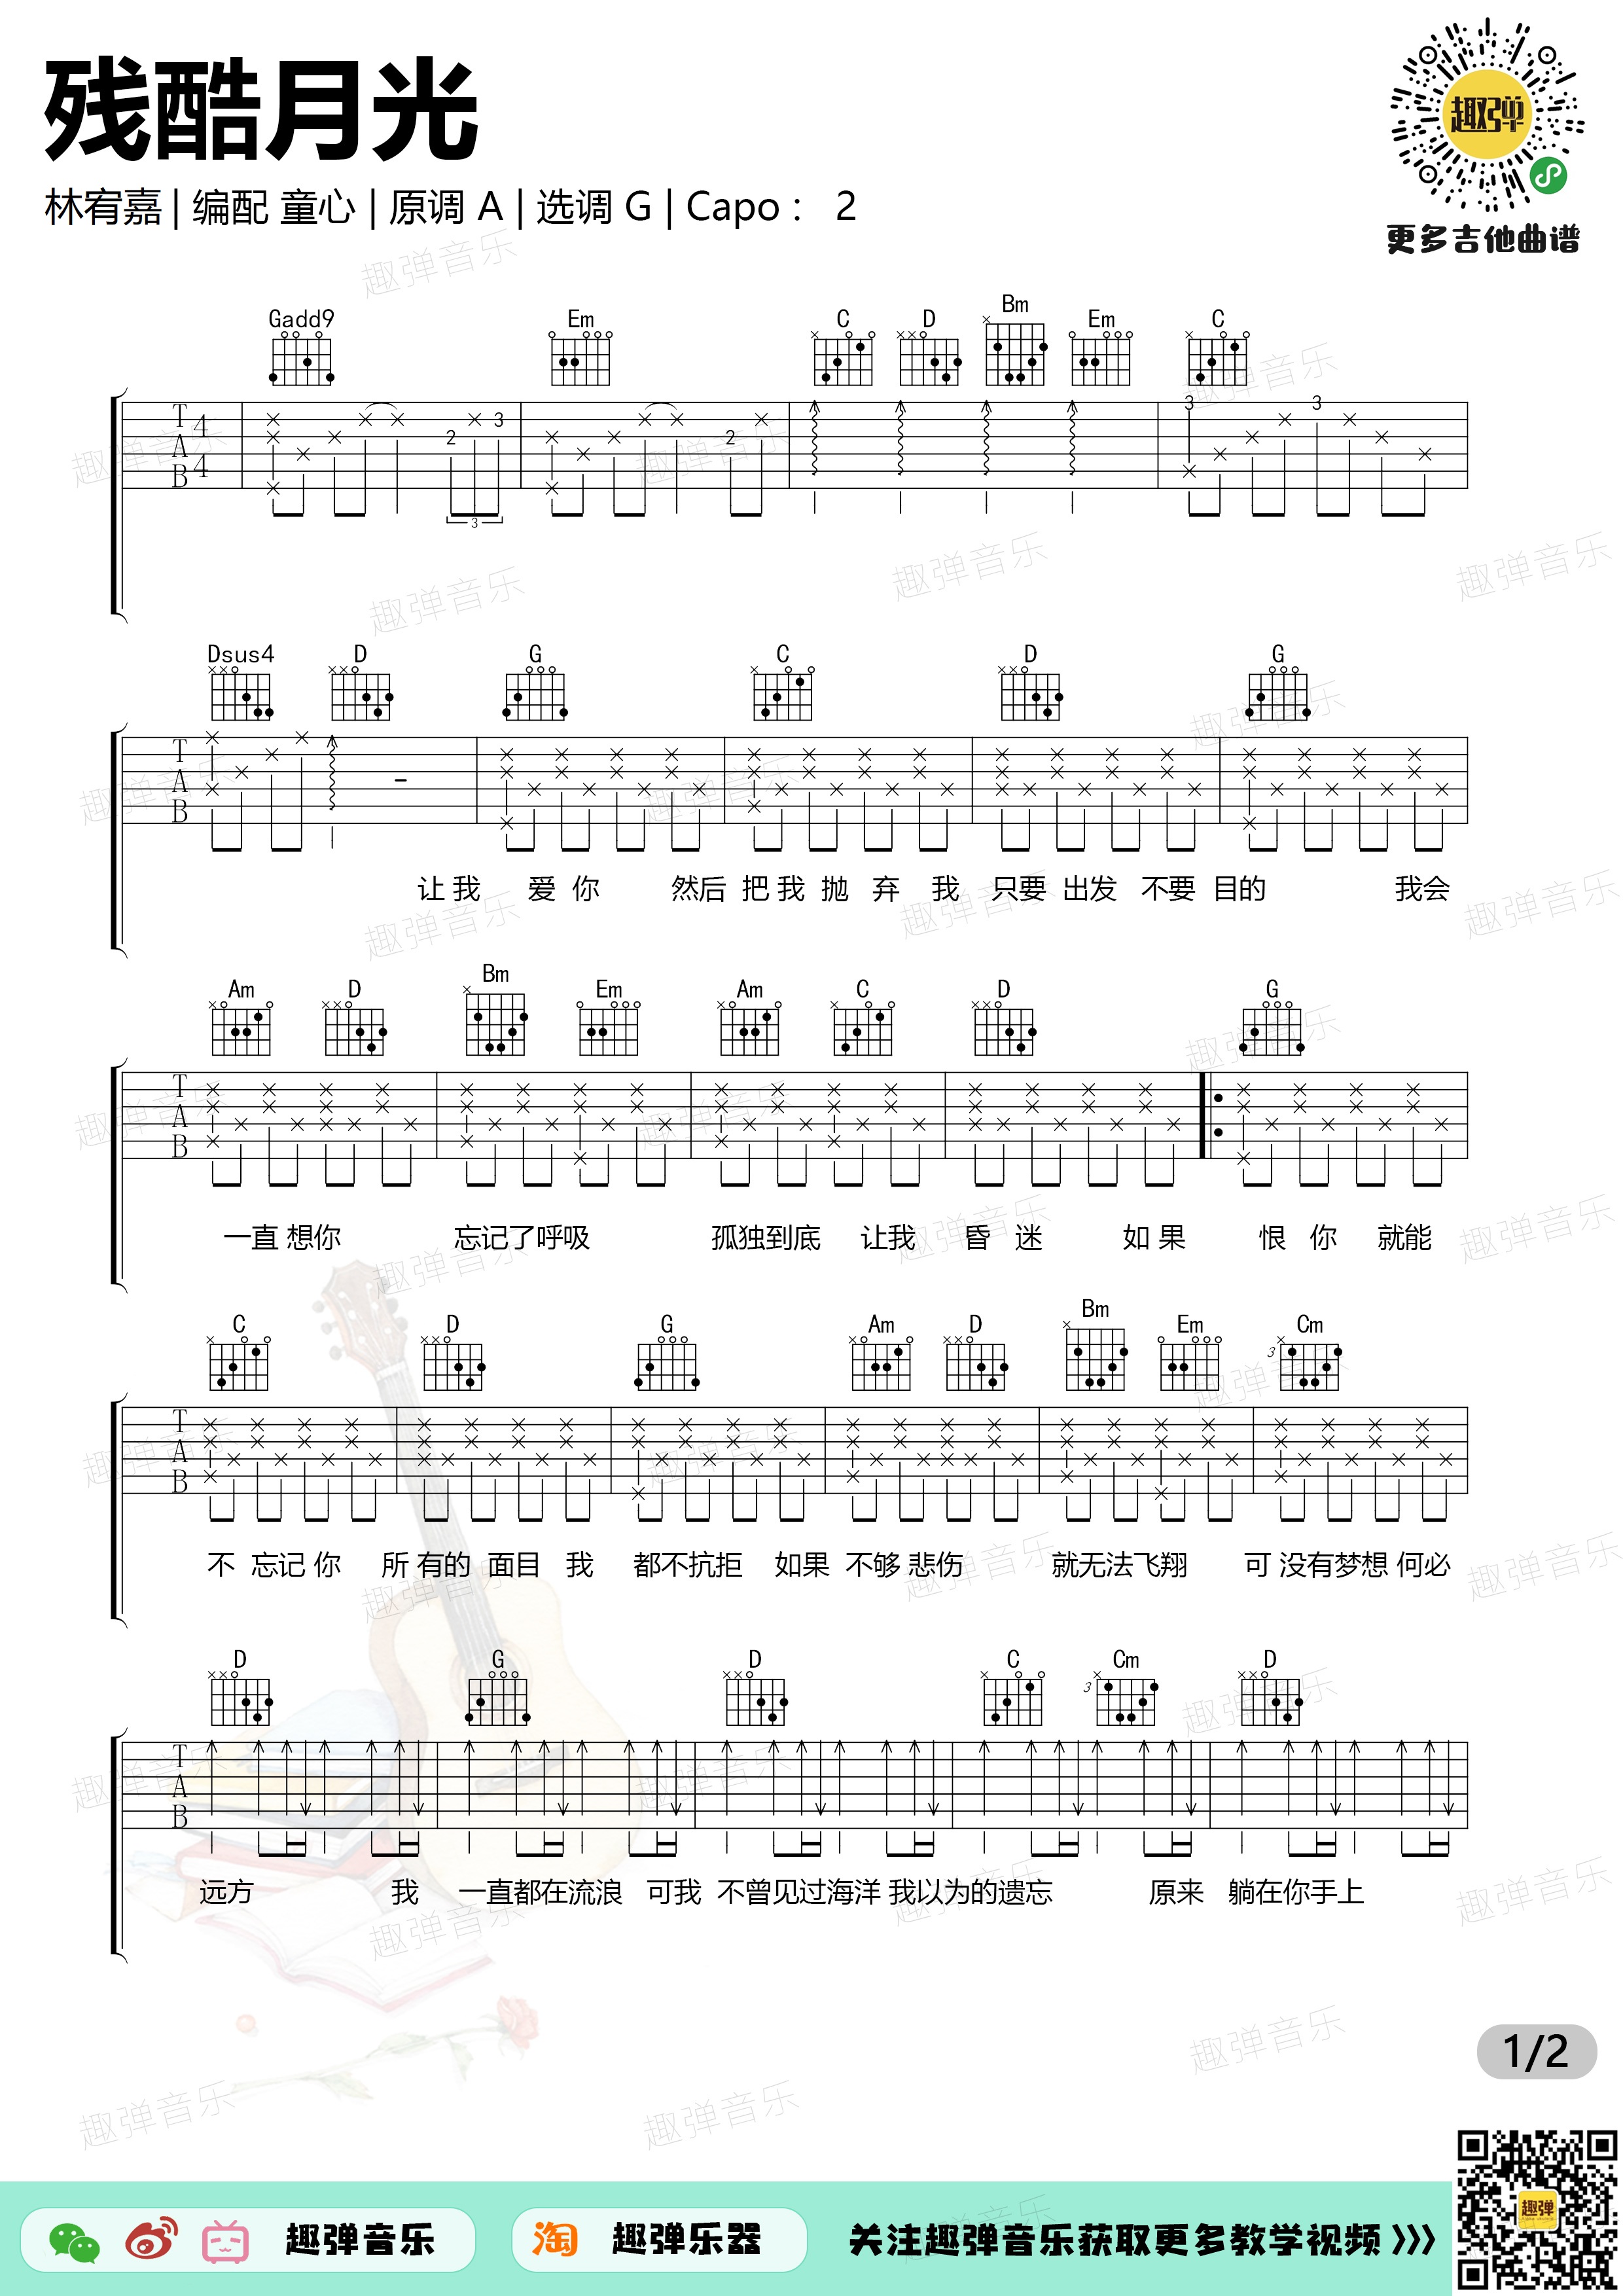 残酷月光
林宥嘉 | 编配 童心 | 原调 A | 选调 G | Capo： 2
趣弹
更多吉他曲谱
Gadd9 Em C D Bm Em C
T A B 4 4 2 3 3 2 3 3
Dsus4 D G C D G
T A B
让我 爱你 然后 把我 抛弃 我 只要 出发 不要 目的 我会
Am D Bm Em Am C D G
T A B
一直想你 忘记了呼吸 孤独到底 让我 昏迷 如果 恨你 就能
C D G Am D Bm Em Cm
3
T A B
不 忘记你 所有的 面目 我 都不抗拒 如果 不够悲伤 就无法飞翔 可没有梦想 何必
D G D C Cm D
3
T A B
远方 我 一直都在流浪 可我 不曾见过海洋 我以为的遗忘 原来 躺在你手上
1/2
趣弹音乐
淘 趣弹乐器
关注趣弹音乐获取更多教学视频 >>>
趣弹